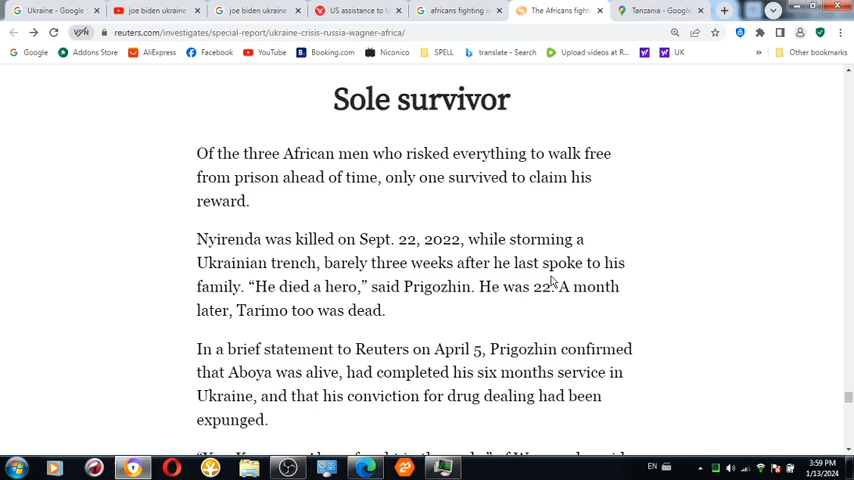 Ukraine - Google
joe biden ukraine
joe biden ukraine
US assistance to U
africans fighting i
The Africans fight
Tanzania - Google
reuters.com/investigates/special-report/ukraine-crisis-russia-wagner-africa/
Google
Addons Store
AliExpress
Facebook
YouTube
Booking.com
Niconico
SPELL
translate - Search
Upload videos at R...
UK
Other bookmarks
Sole survivor
Of the three African men who risked everything to walk free
from prison ahead of time, only one survived to claim his
reward.
Nyirenda was killed on Sept. 22, 2022, while storming a
Ukrainian trench, barely three weeks after he last spoke to his
family. “He died a hero,” said Prigozhin. He was 22. A month
later, Tarimo too was dead.
In a brief statement to Reuters on April 5, Prigozhin confirmed
that Aboya was alive, had completed his six months service in
Ukraine, and that his conviction for drug dealing had been
expunged.
EN
3:59 PM
1/13/2024